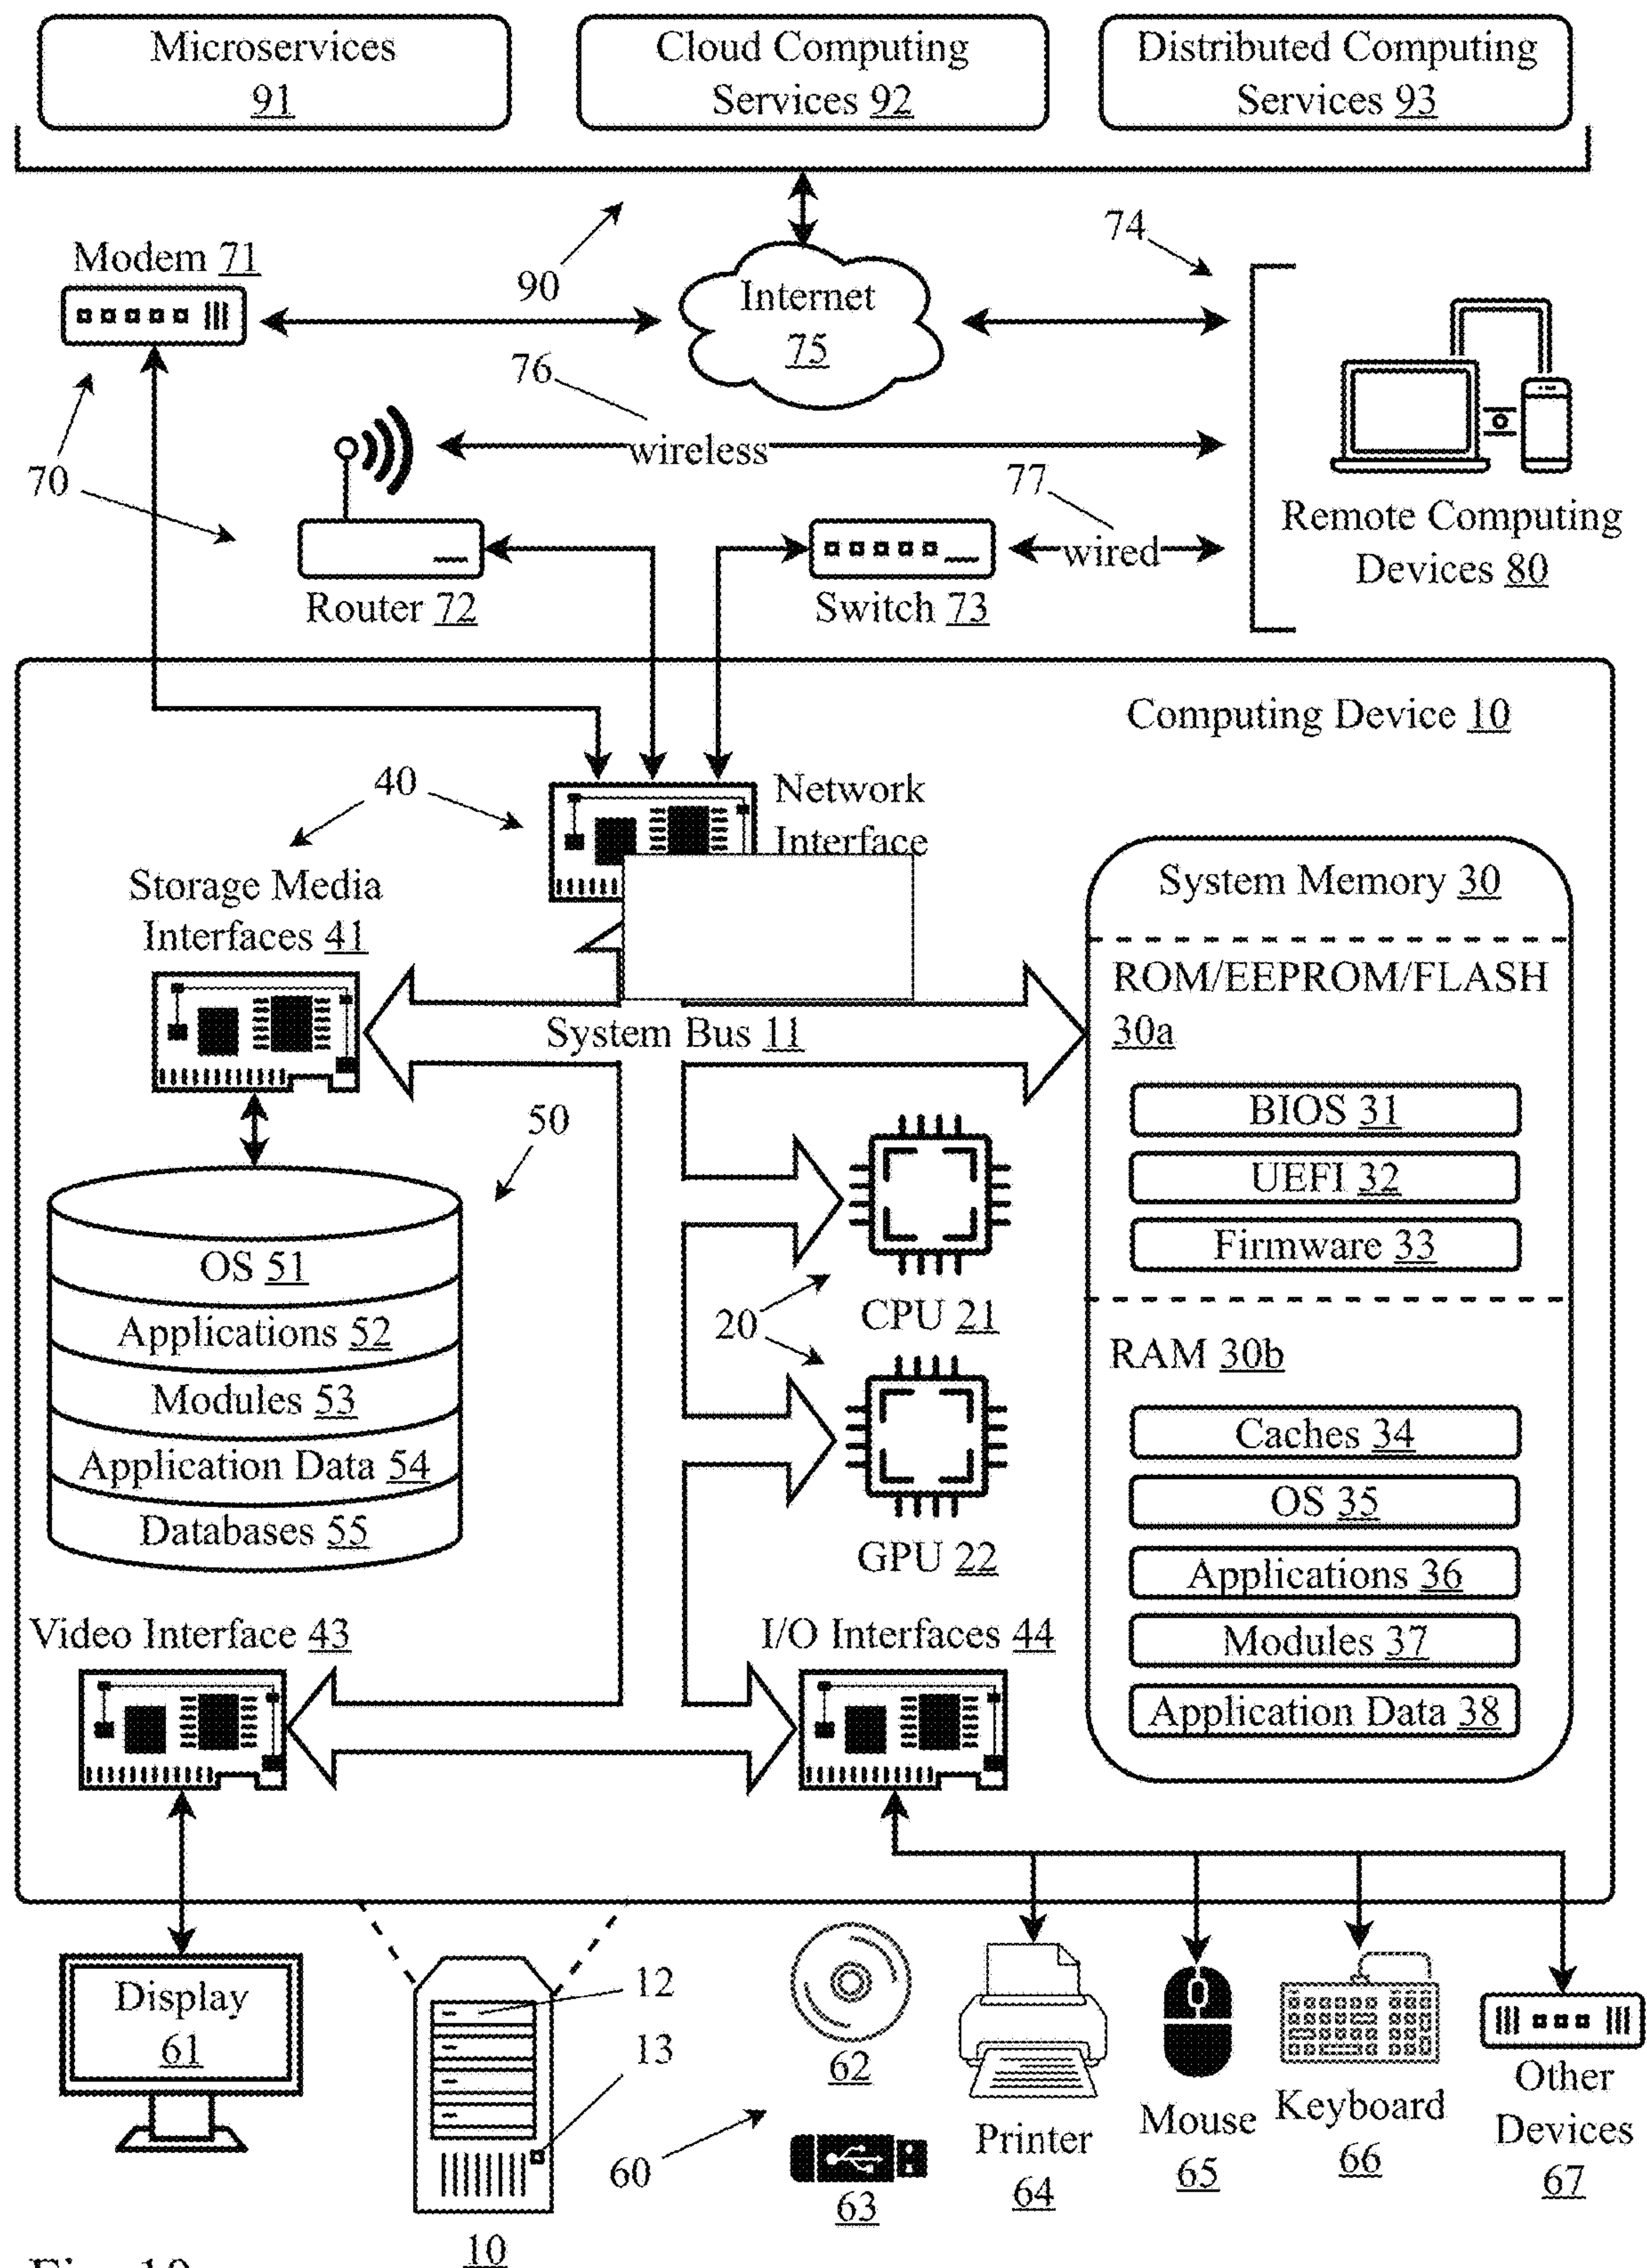 Microservices
91
Cloud Computing
Services 92
Distributed Computing
Services 93
90
74
Modem 71
Internet
75
76
wireless
70
77
wired
Remote Computing
Devices 80
Router 72
Switch 73
Computing Device 10
40
Network
Interface
Storage Media
Interfaces 41
System Memory 30
ROM/EEPROM/FLASH
30a
System Bus 11
BIOS 31
UEFI 32
Firmware 33
50
OS 51
Applications 52
Modules 53
Application Data 54
Databases 55
20
CPU 21
GPU 22
RAM 30b
Caches 34
OS 35
Applications 36
Modules 37
Application Data 38
Video Interface 43
I/O Interfaces 44
Display
61
12
13
10
60
62
63
Printer
64
Mouse
65
Keyboard
66
Other
Devices
67